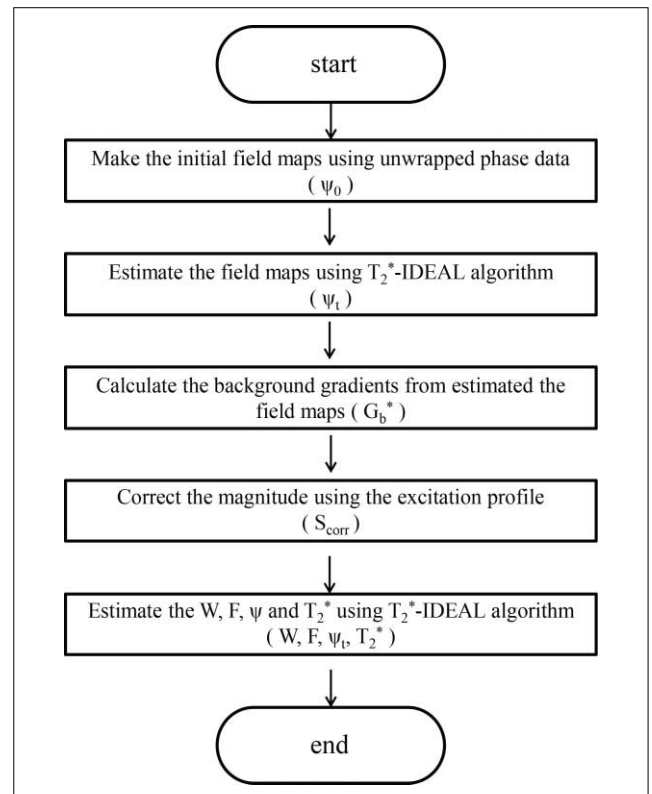 start
Make the initial field maps using unwrapped phase data
( ψ₀ )
Estimate the field maps using T₂*-IDEAL algorithm
( ψₜ )
Calculate the background gradients from estimated the
field maps ( G_b* )
Correct the magnitude using the excitation profile
( S_corr )
Estimate the W, F, ψ and T₂* using T₂*-IDEAL algorithm
( W, F, ψₜ, T₂* )
end